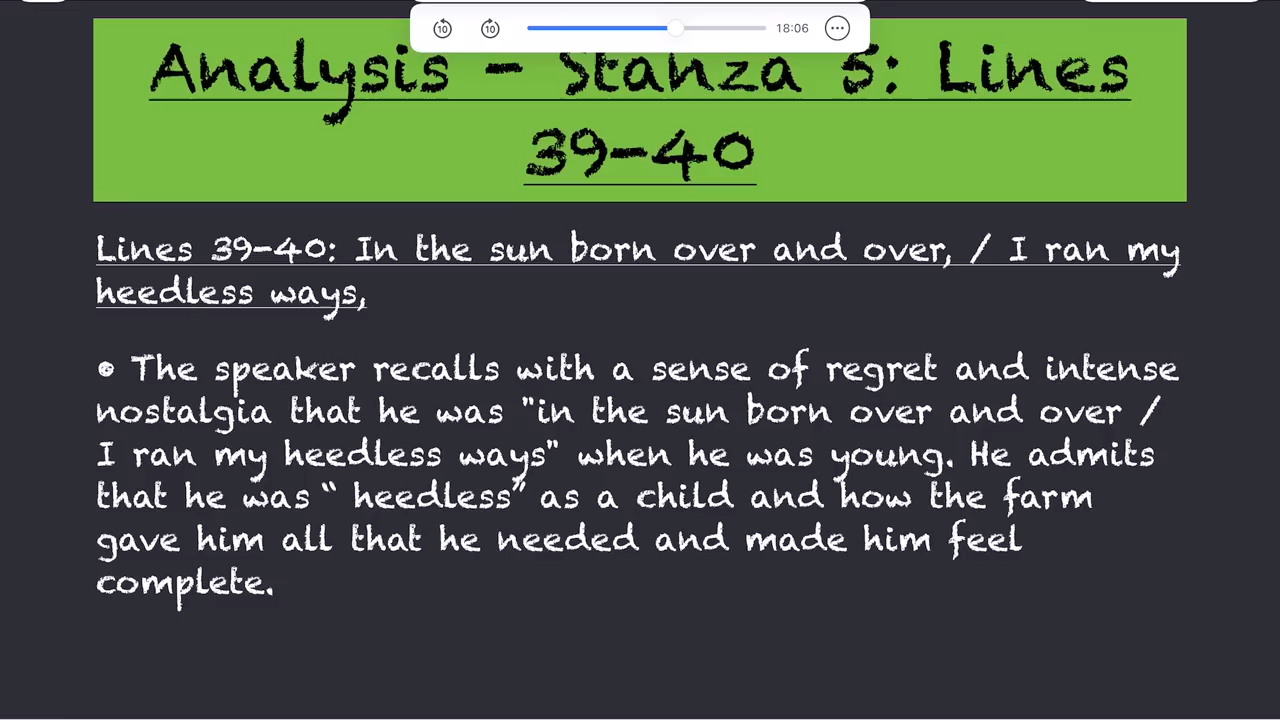 10 10 18:06
Analysis – Stanza 5: Lines
39–40
Lines 39–40: In the sun born over and over, / I ran my
heedless ways,
• The speaker recalls with a sense of regret and intense
nostalgia that he was "in the sun born over and over /
I ran my heedless ways" when he was young. He admits
that he was “ heedless” as a child and how the farm
gave him all that he needed and made him feel
complete.